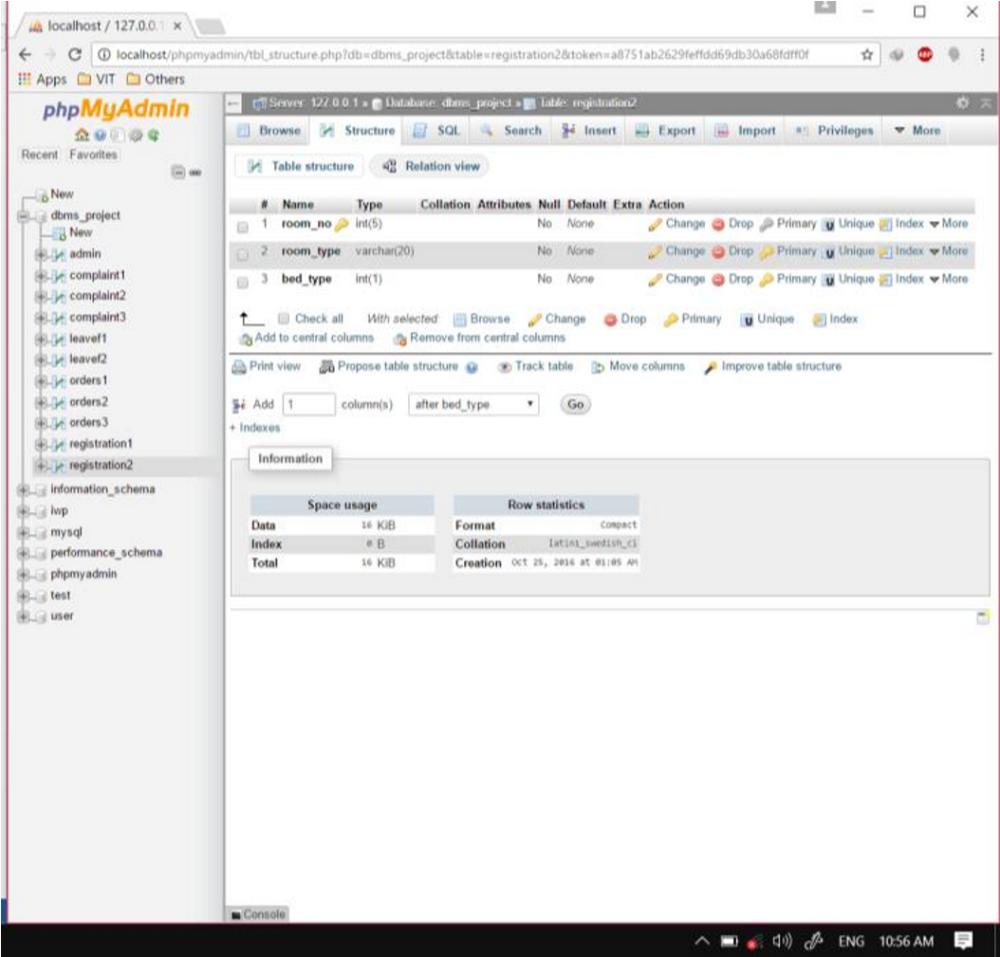 localhost / 127.0.0.1 ×
localhost/phpmyadmin/tbl_structure.php?db=dbms_project&table=registration2&token=a8751ab2629feffdd69db30a68fdff0f
ABP
Apps VIT Others
phpMyAdmin
Recent Favorites
New
dbms_project
New
admin
complaint1
complaint2
complaint3
leavef1
leavef2
orders1
orders2
orders3
registration1
registration2
information_schema
iwp
mysql
performance_schema
phpmyadmin
test
user
Server: 127.0.0.1 » Database: dbms_project » Table: registration2
Browse Structure SQL Search Insert Export Import Privileges More
Table structure Relation view
# Name Type Collation Attributes Null Default Extra Action
1 room_no int(5) No None Change Drop Primary Unique Index More
2 room_type varchar(20) No None Change Drop Primary Unique Index More
3 bed_type int(1) No None Change Drop Primary Unique Index More
Check all With selected: Browse Change Drop Primary Unique Index
Add to central columns Remove from central columns
Print view Propose table structure Track table Move columns Improve table structure
Add 1 column(s) after bed_type Go
+ Indexes
Information
Space usage
Data 16 KiB
Index 0 B
Total 16 KiB
Row statistics
Format Compact
Collation latin1_swedish_ci
Creation Oct 25, 2016 at 01:05 AM
Console
ENG 10:56 AM